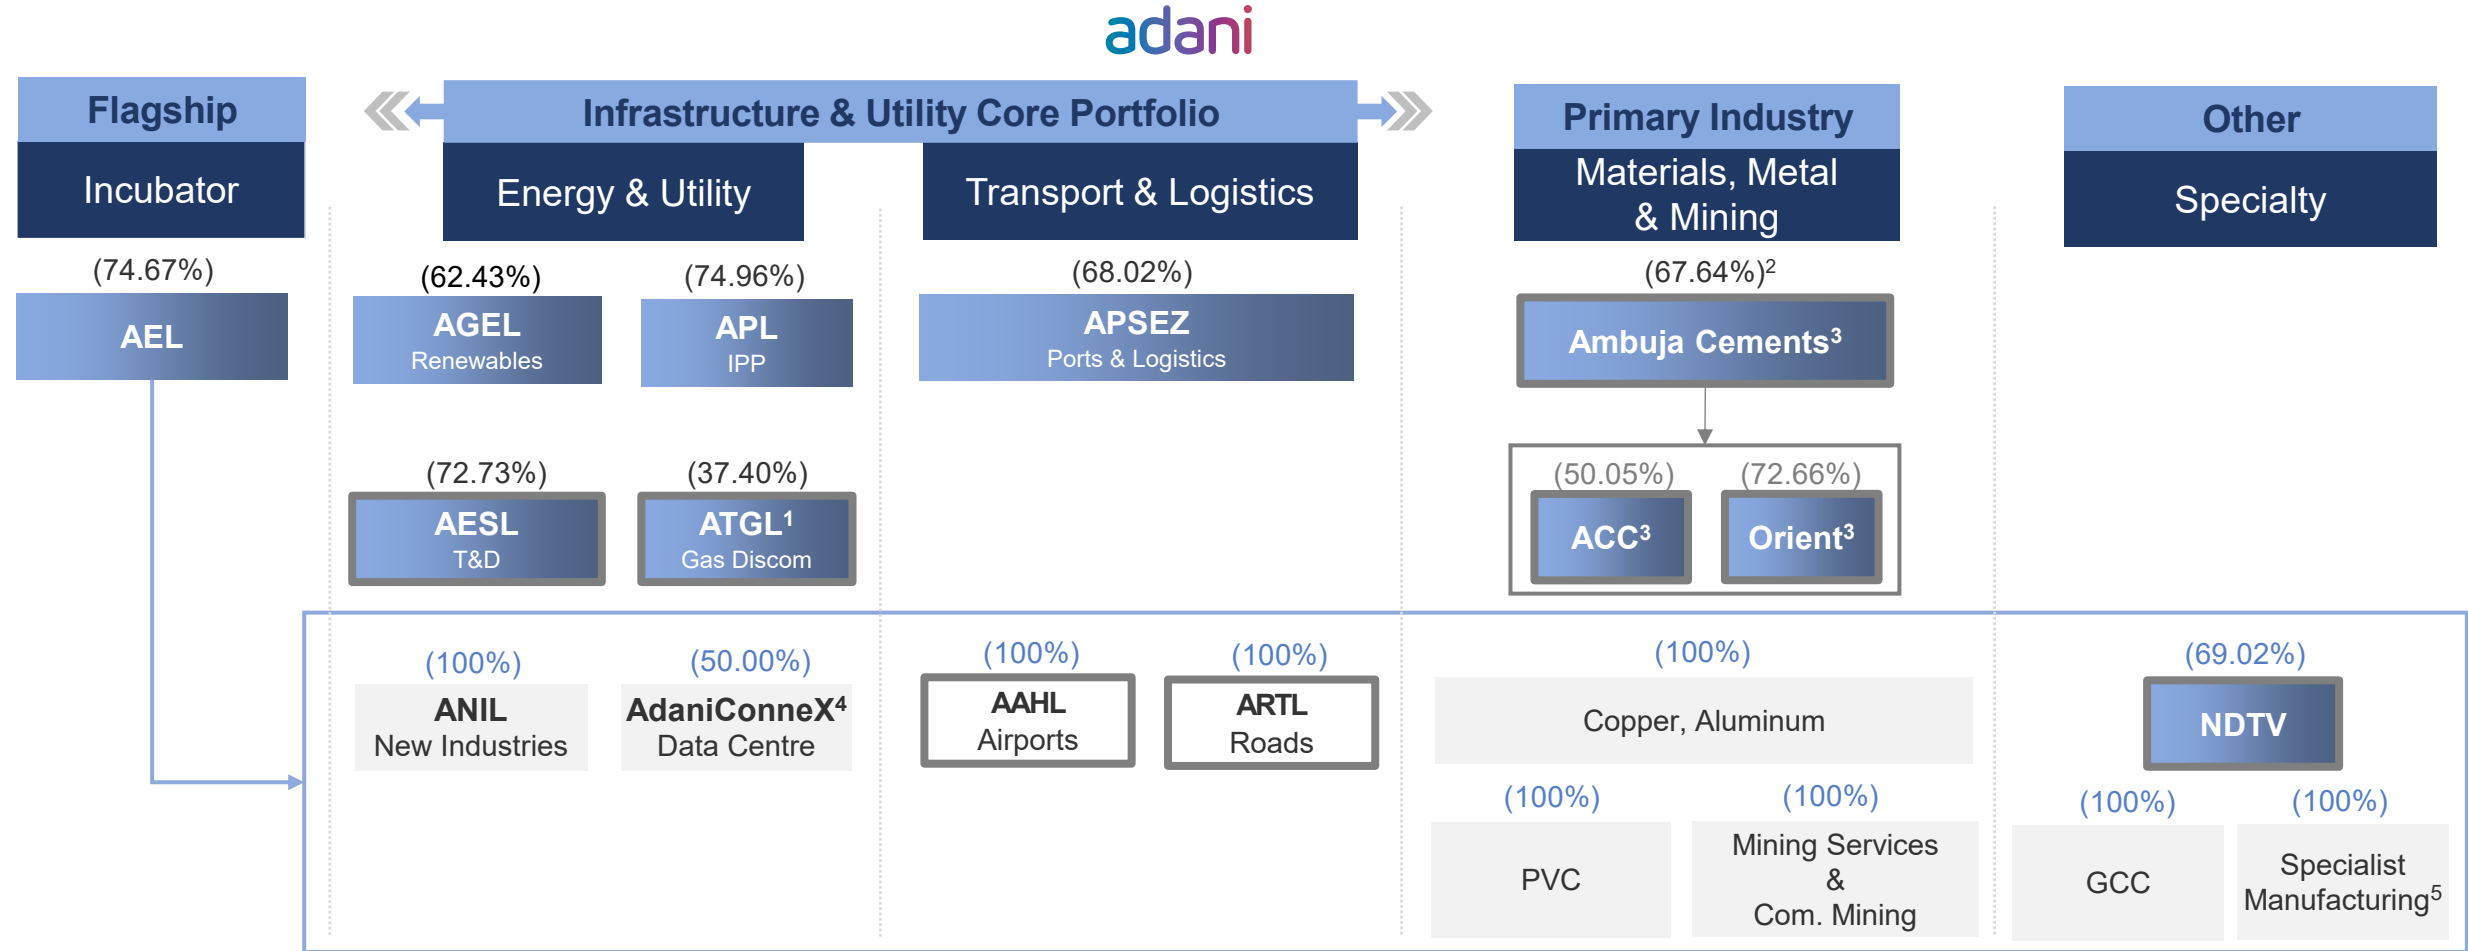 adani
Flagship
Incubator
(74.67%)
AEL
Infrastructure & Utility Core Portfolio
Energy & Utility
(62.43%)
AGEL
Renewables
(74.96%)
APL
IPP
(72.73%)
AESL
T&D
(37.40%)
ATGL¹
Gas Discom
Transport & Logistics
(68.02%)
APSEZ
Ports & Logistics
Primary Industry
Materials, Metal
& Mining
(67.64%)²
Ambuja Cements³
(50.05%)
ACC³
(72.66%)
Orient³
Other
Specialty
(100%)
ANIL
New Industries
(50.00%)
AdaniConneX⁴
Data Centre
(100%)
AAHL
Airports
(100%)
ARTL
Roads
(100%)
Copper, Aluminum
(100%)
PVC
(100%)
Mining Services
&
Com. Mining
(69.02%)
NDTV
(100%)
GCC
(100%)
Specialist
Manufacturing⁵